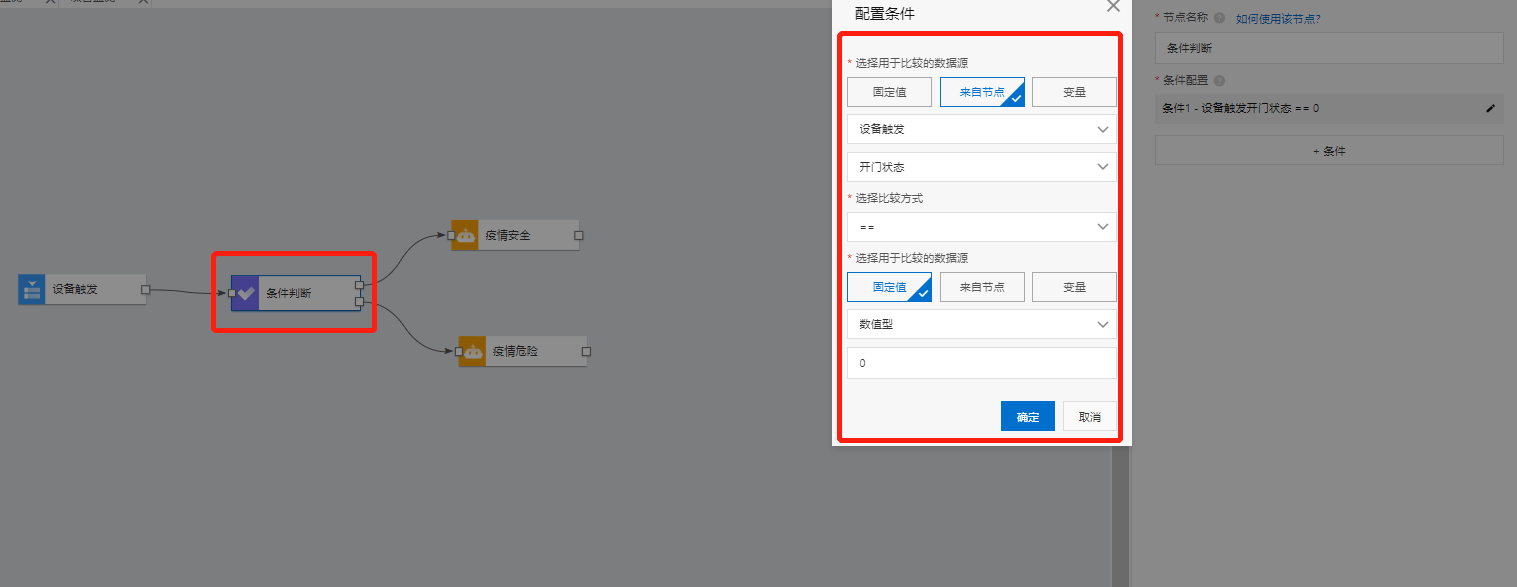 配置条件
* 选择用于比较的数据源
固定值
来自节点
变量
设备触发
开门状态
* 选择比较方式
==
* 选择用于比较的数据源
固定值
来自节点
变量
数值型
0
确定
取消
设备触发
条件判断
疫情安全
疫情危险
* 节点名称 如何使用该节点?
条件判断
* 条件配置
条件1 - 设备触发开门状态 == 0
+ 条件